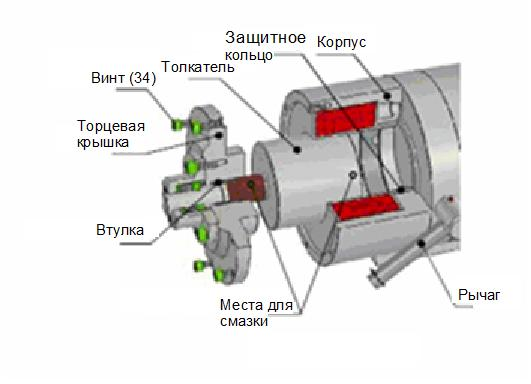 Защитное
кольцо
Корпус
Толкатель
Винт (34)
Торцевая
крышка
Втулка
Места для
смазки
Рычаг